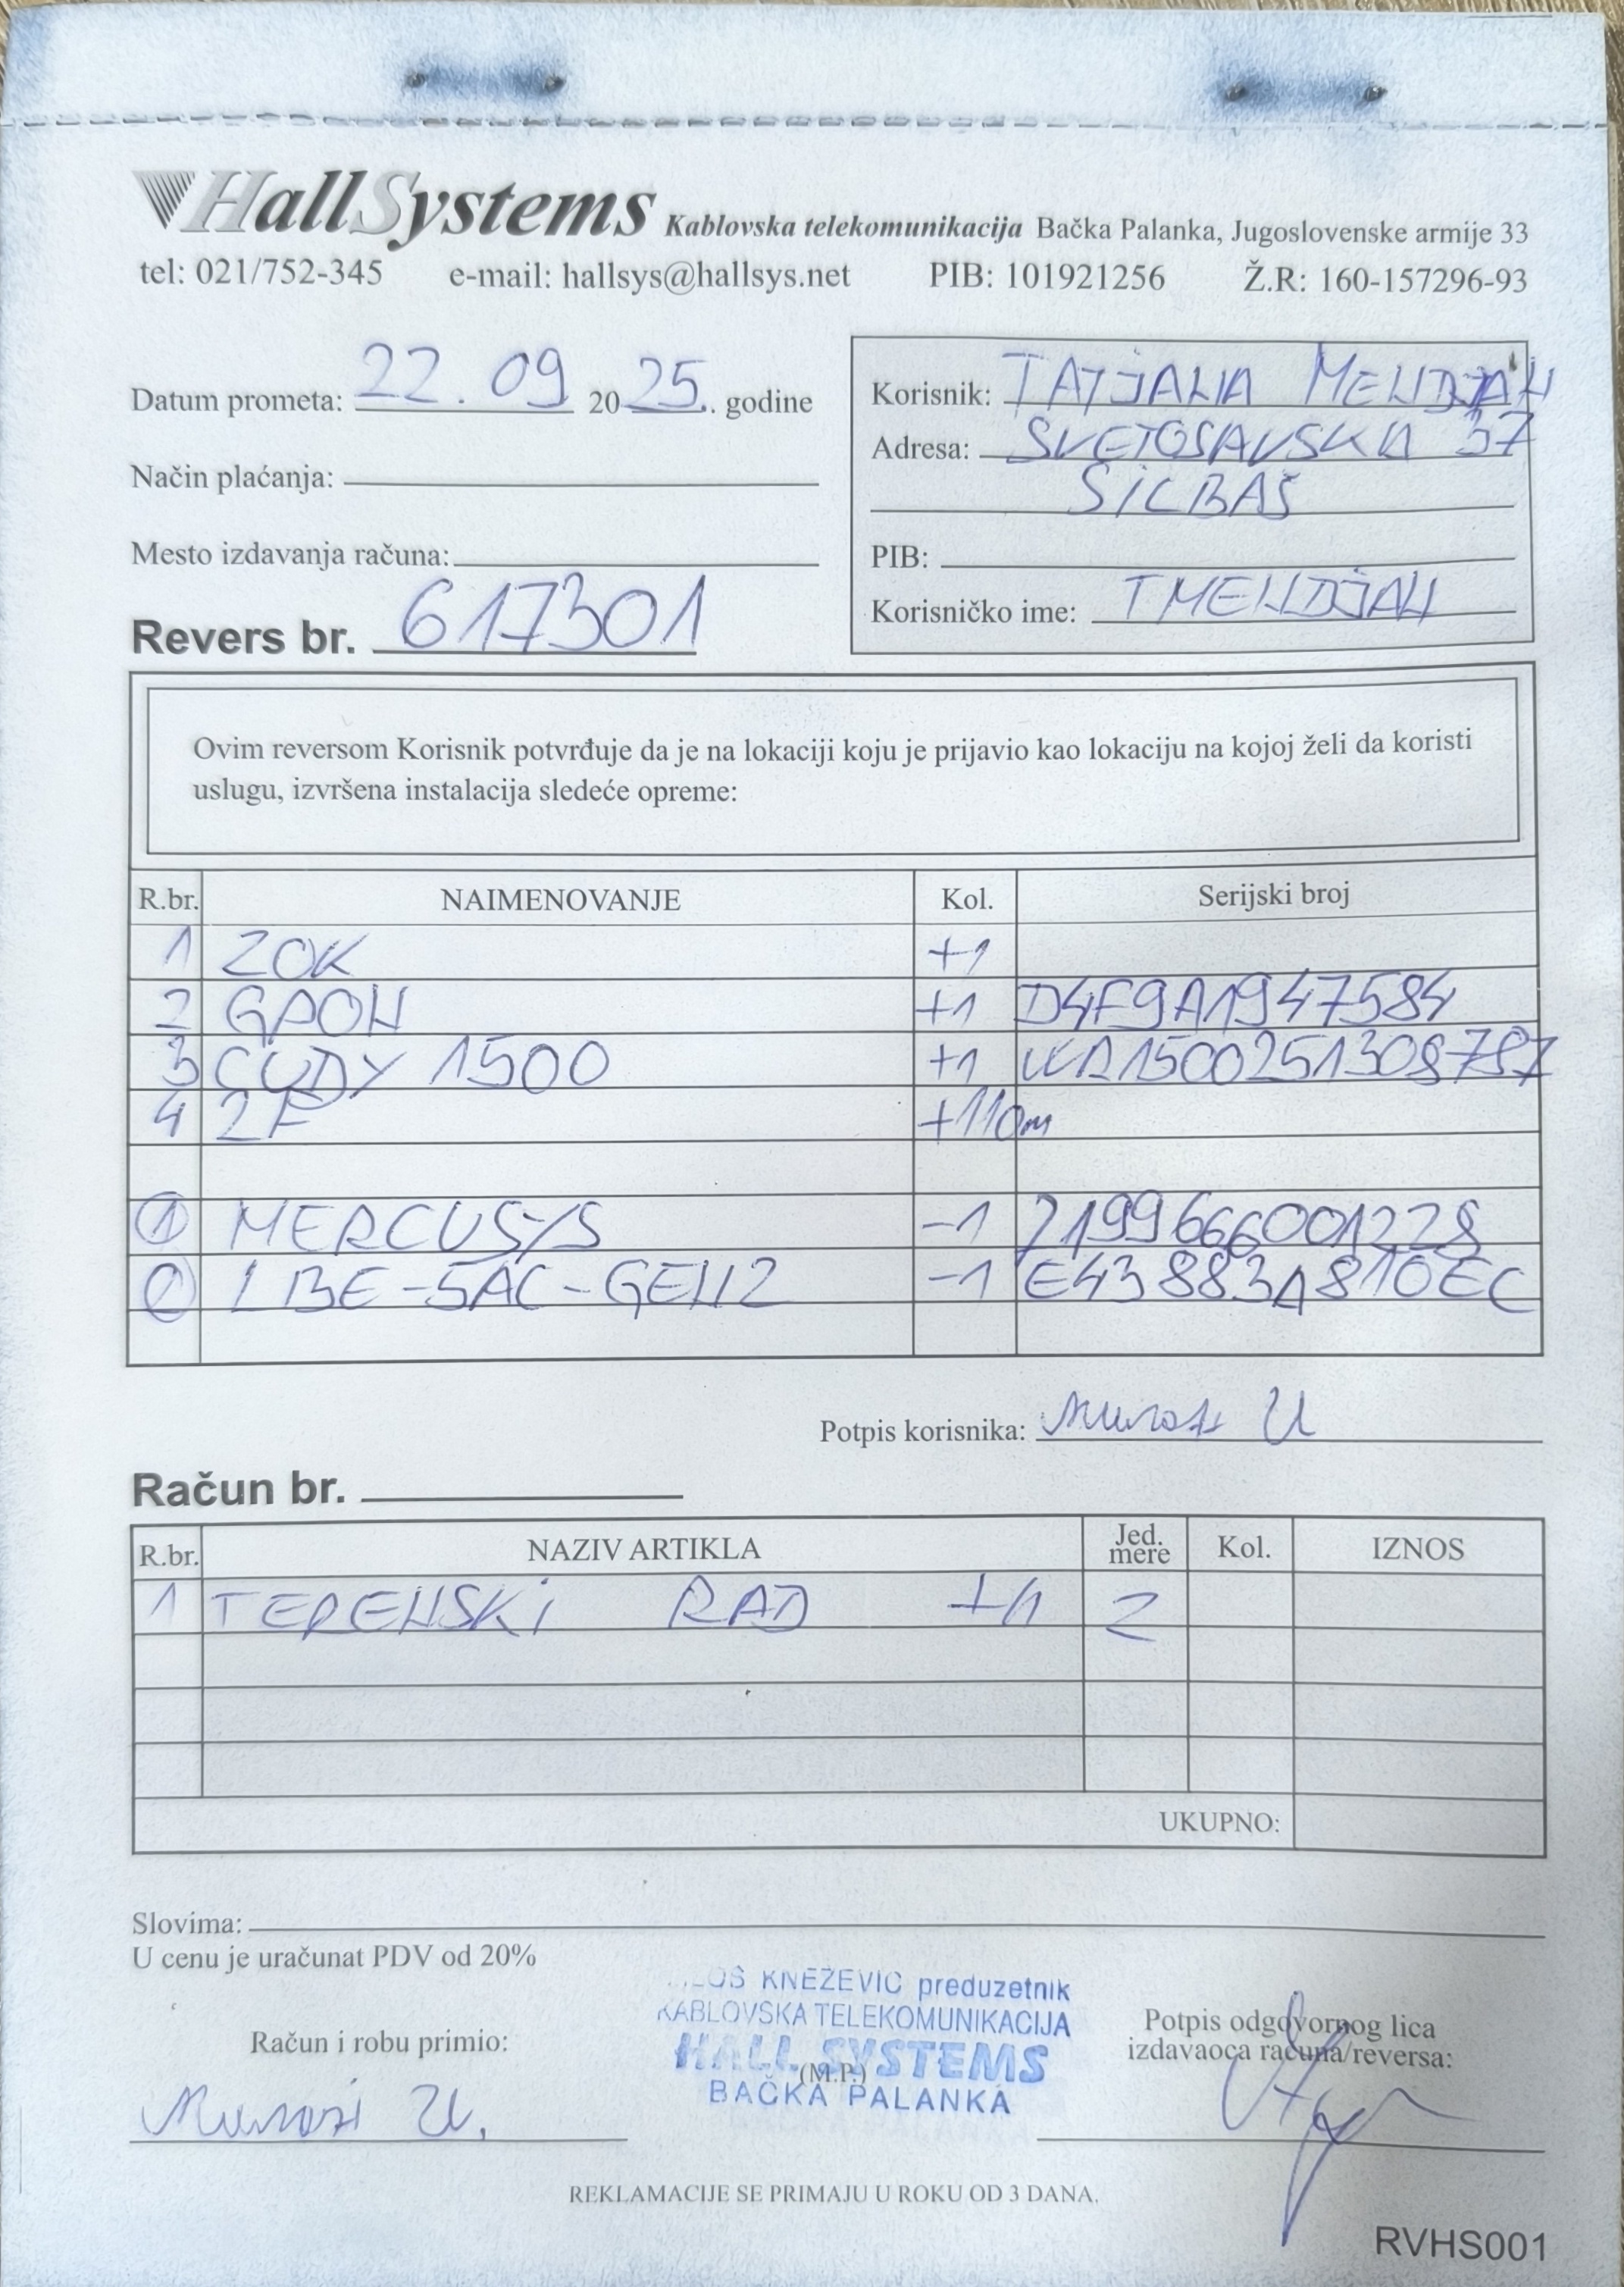 HallSystems Kablovska telekomunikacija Bačka Palanka, Jugoslovenske armije 33
tel: 021/752-345 e-mail: hallsys@hallsys.net PIB: 101921256 Ž.R: 160-157296-93
Datum prometa: 22.09 2025. godine
Način plaćanja:
Mesto izdavanja računa:
Revers br. 617301
Korisnik: TATJANA MENDJAN
Adresa: SVETOSAVSKA 37
SILBAŠ
PIB:
Korisničko ime: TMENDJAN
Ovim reversom Korisnik potvrđuje da je na lokaciji koju je prijavio kao lokaciju na kojoj želi da koristi
uslugu, izvršena instalacija sledeće opreme:
R.br. NAIMENOVANJE Kol. Serijski broj
1 ZOK +1
2 GPON +1 D4F9A1947584
3 CUDY 1500 +1 WR1500251308787
4 2F +110m
1 MERCUSYS -1 2199666001228
2 LBE-5AC-GEN2 -1 E438883A810EC
Potpis korisnika:
Račun br.
R.br. NAZIV ARTIKLA Jed. mere Kol. IZNOS
1 TERENSKI RAD +1 2
UKUPNO:
Slovima:
U cenu je uračunat PDV od 20%
KNEŽEVIĆ preduzetnik
KABLOVSKA TELEKOMUNIKACIJA
HALL SYSTEMS
(M.P.)
BAČKA PALANKA
Račun i robu primio:
Potpis odgovornog lica
izdavaoca računa/reversa:
REKLAMACIJE SE PRIMAJU U ROKU OD 3 DANA.
RVHS001